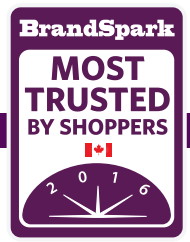 BrandSpark
MOST
TRUSTED
BY SHOPPERS
2016